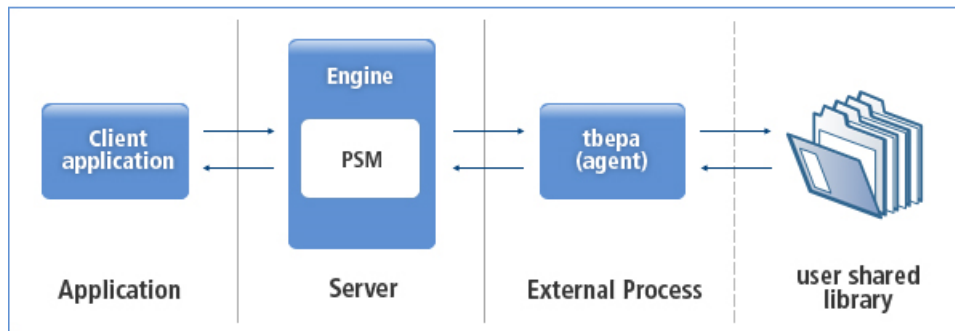 Client
application
Engine
PSM
tbepa
(agent)
Application
Server
External Process
user shared
library